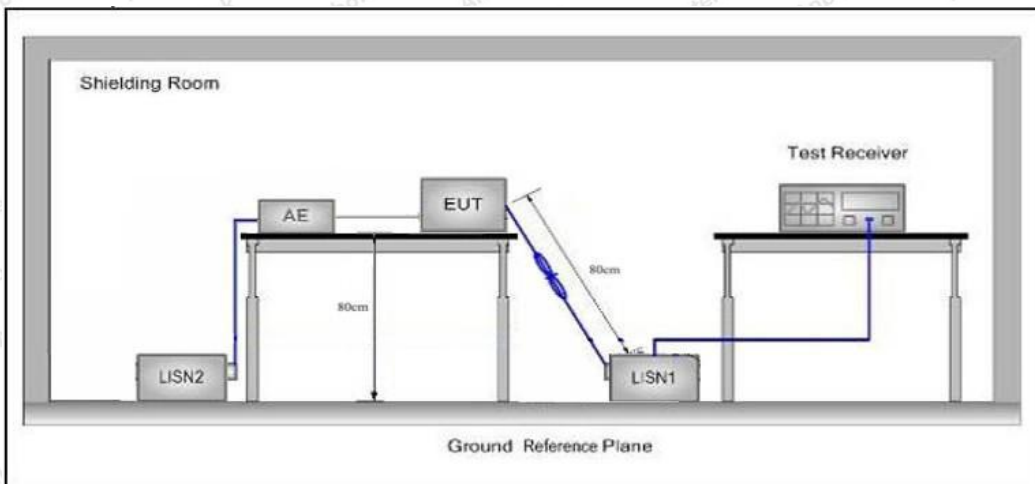 Shielding Room
Test Receiver
AE
EUT
80cm
80cm
LISN2
LISN1
Ground Reference Plane